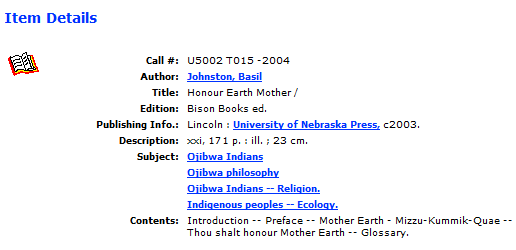 Item Details
Call #: U5002 T015 -2004
Author: Johnston, Basil
Title: Honour Earth Mother /
Edition: Bison Books ed.
Publishing Info.: Lincoln : University of Nebraska Press, c2003.
Description: xxi, 171 p. : ill. ; 23 cm.
Subject: Ojibwa Indians
Ojibwa philosophy
Ojibwa Indians -- Religion.
Indigenous peoples -- Ecology.
Contents: Introduction -- Preface -- Mother Earth - Mizzu-Kummik-Quae --
Thou shalt honour Mother Earth -- Glossary.